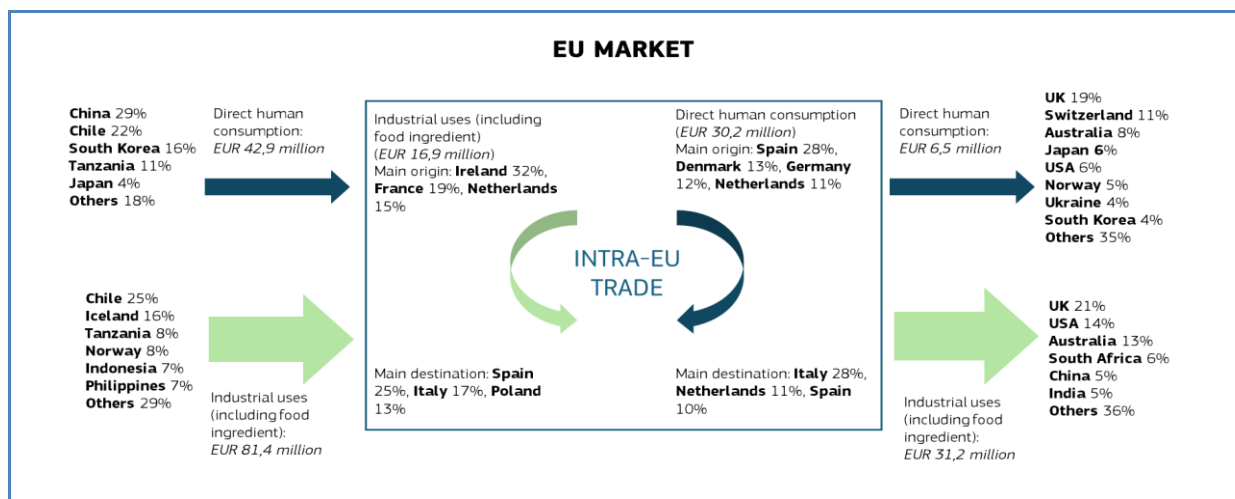 EU MARKET
China 29%
Chile 22%
South Korea 16%
Tanzania 11%
Japan 4%
Others 18%
Direct human
consumption:
EUR 42,9 million
Industrial uses (including
food ingredient)
(EUR 16,9 million)
Main origin: Ireland 32%,
France 19%, Netherlands
15%
Direct human consumption
(EUR 30,2 million)
Main origin: Spain 28%,
Denmark 13%, Germany
12%, Netherlands 11%
Direct human
consumption:
EUR 6,5 million
UK 19%
Switzerland 11%
Australia 8%
Japan 6%
USA 6%
Norway 5%
Ukraine 4%
South Korea 4%
Others 35%
INTRA-EU
TRADE
Chile 25%
Iceland 16%
Tanzania 8%
Norway 8%
Indonesia 7%
Philippines 7%
Others 29%
Industrial uses
(including food
ingredient):
EUR 81,4 million
Main destination: Spain
25%, Italy 17%, Poland
13%
Main destination: Italy 28%,
Netherlands 11%, Spain
10%
Industrial uses
(including food
ingredient):
EUR 31,2 million
UK 21%
USA 14%
Australia 13%
South Africa 6%
China 5%
India 5%
Others 36%